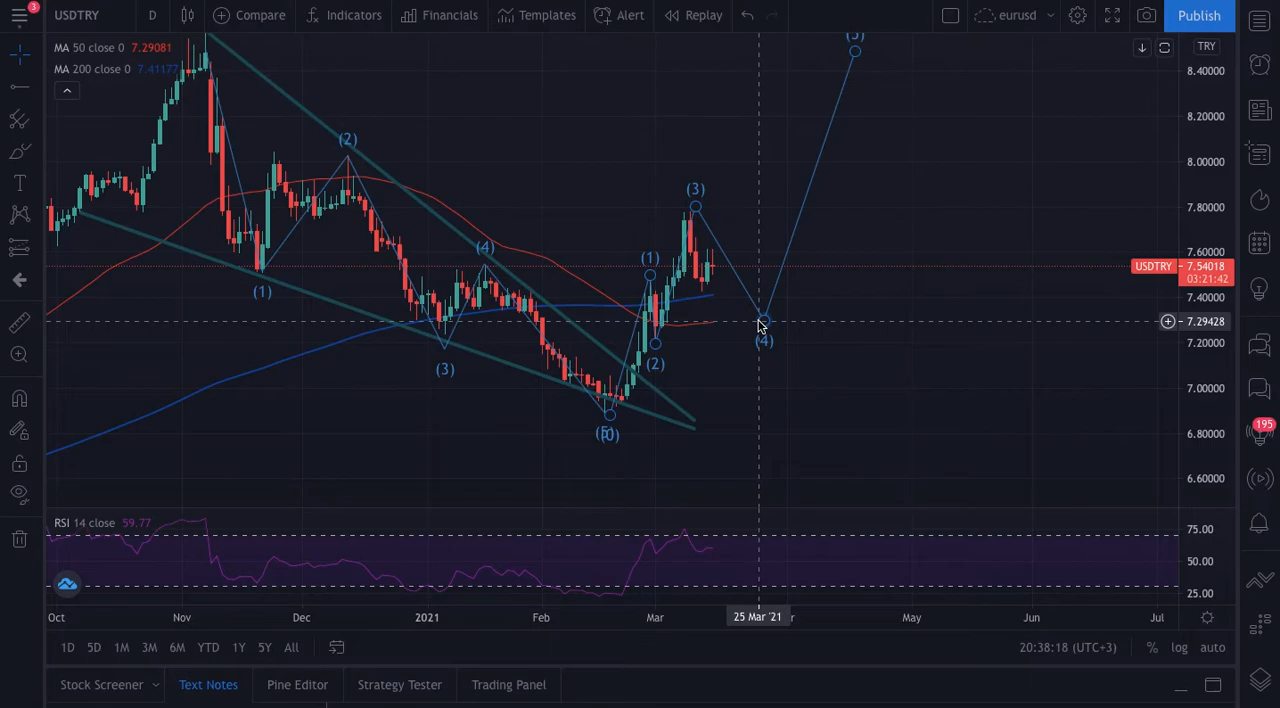 3
USDTRY D Compare Indicators Financials Templates Alert Replay eurusd Publish
MA 50 close 0 7.29081
MA 200 close 0 7.41177
TRY
(5)
8.40000
8.20000
(2)
8.00000
(3)
7.80000
(4)
(1)
7.60000
USDTRY 7.54018
03:21:42
(1)
7.40000
7.29428
(4)
7.20000
(2)
(3)
7.00000
(5)
(0)
6.80000
6.60000
195
RSI 14 close 59.77
75.00
50.00
25.00
Oct Nov Dec 2021 Feb Mar 25 Mar '21 May Jun Jul
1D 5D 1M 3M 6M YTD 1Y 5Y All
20:38:18 (UTC+3) % log auto
Stock Screener Text Notes Pine Editor Strategy Tester Trading Panel